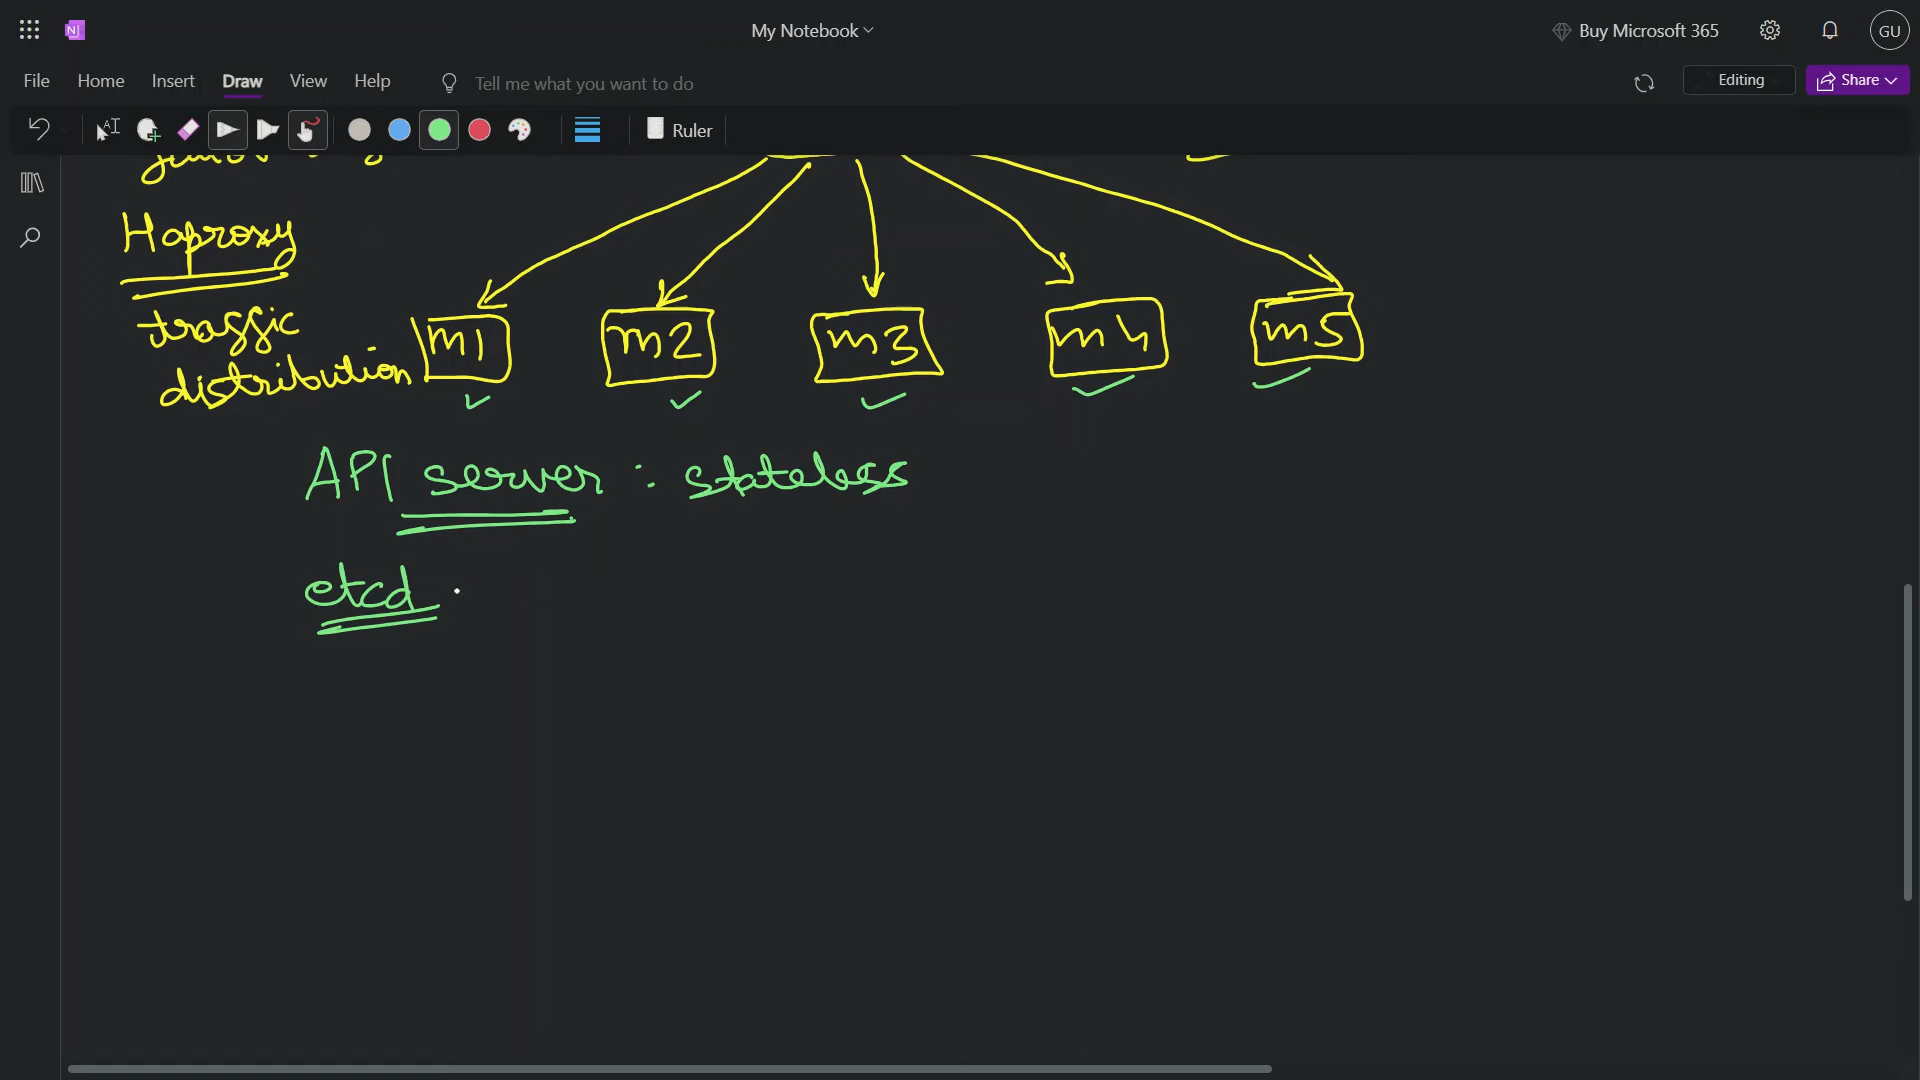 My Notebook
Buy Microsoft 365
GU
File Home Insert Draw View Help Tell me what you want to do
Editing Share
Ruler
Haproxy
traffic
distribution
m1 m2 m3 m4 m5
API server : stateless
etcd